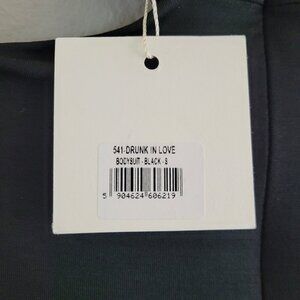 541-DRUNK IN LOVE
BODYSUIT - BLACK - S
5 904624 606219